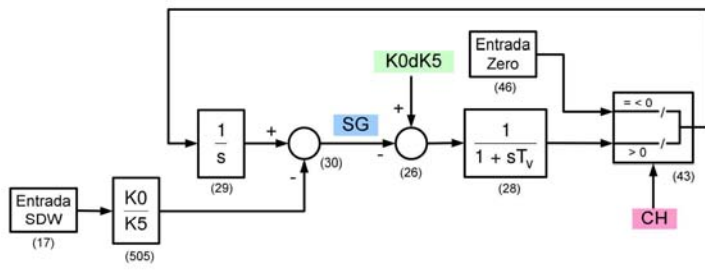 K0dK5
Entrada
Zero
(46)
= < 0
> 0
(43)
CH
1
s
(29)
+
-
(30)
SG
+
-
(26)
1
1 + sTv
(28)
Entrada
SDW
(17)
K0
K5
(505)